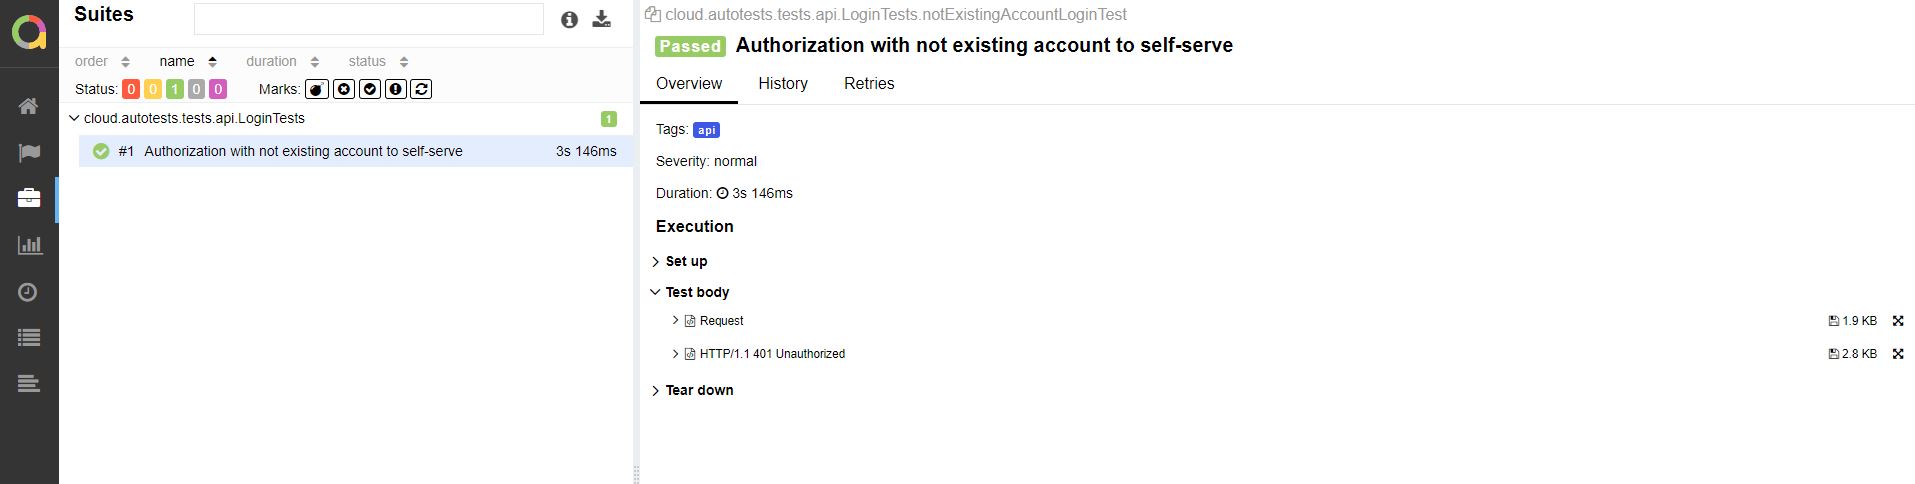 Suites
order name duration status
Status: 0 0 1 0 0 Marks:
cloud.autotests.tests.api.LoginTests 1
#1 Authorization with not existing account to self-serve 3s 146ms
cloud.autotests.tests.api.LoginTests.notExistingAccountLoginTest
Passed Authorization with not existing account to self-serve
Overview History Retries
Tags: api
Severity: normal
Duration: 3s 146ms
Execution
Set up
Test body
Request 1.9 KB
HTTP/1.1 401 Unauthorized 2.8 KB
Tear down